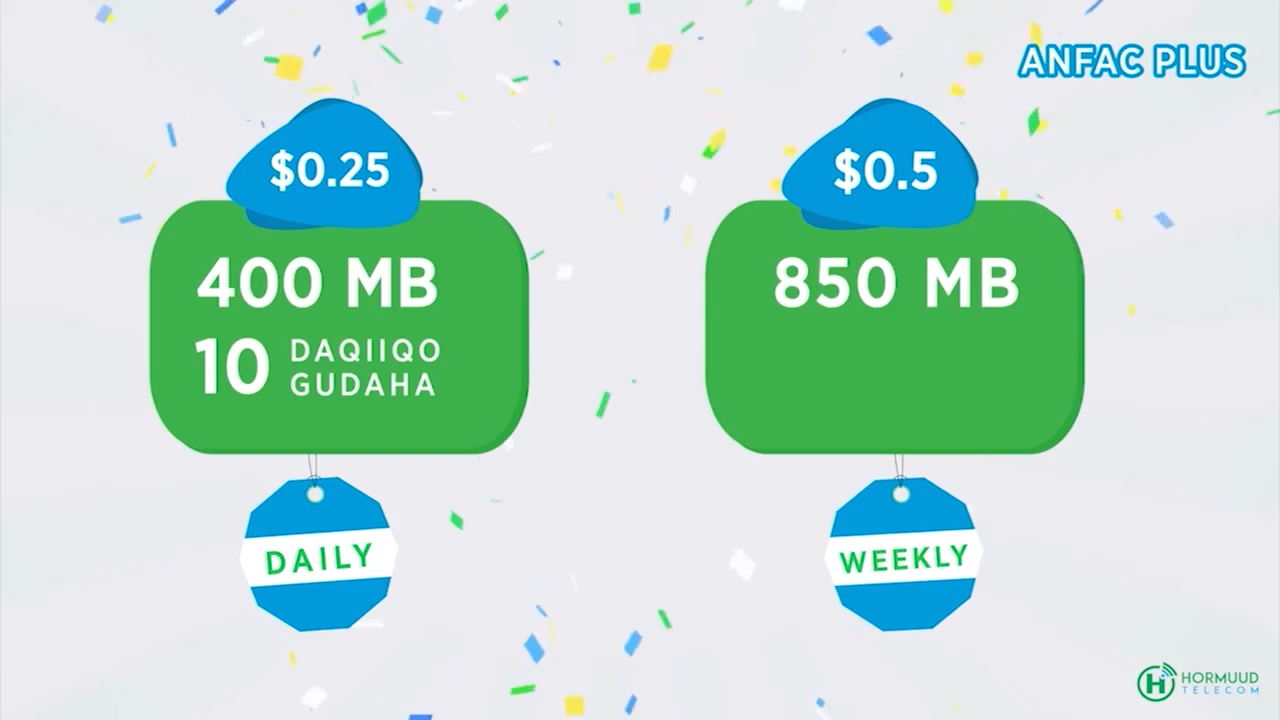 ANFAC PLUS
$0.25
400 MB
10 DAQIIQO
GUDAHA
DAILY
$0.5
850 MB
WEEKLY
HORMUUD
TELECOM